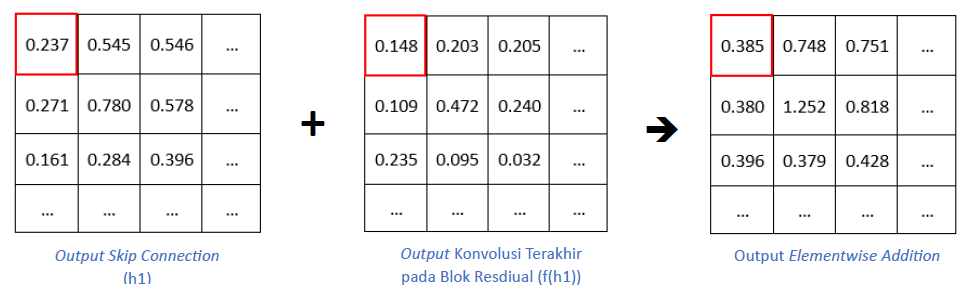 0.237 0.545 0.546 ...
0.271 0.780 0.578 ...
0.161 0.284 0.396 ...
... ... ... ...
Output Skip Connection
(h1)
+
0.148 0.203 0.205 ...
0.109 0.472 0.240 ...
0.235 0.095 0.032 ...
... ... ... ...
Output Konvolusi Terakhir
pada Blok Resdiual (f(h1))
➔
0.385 0.748 0.751 ...
0.380 1.252 0.818 ...
0.396 0.379 0.428 ...
... ... ... ...
Output Elementwise Addition